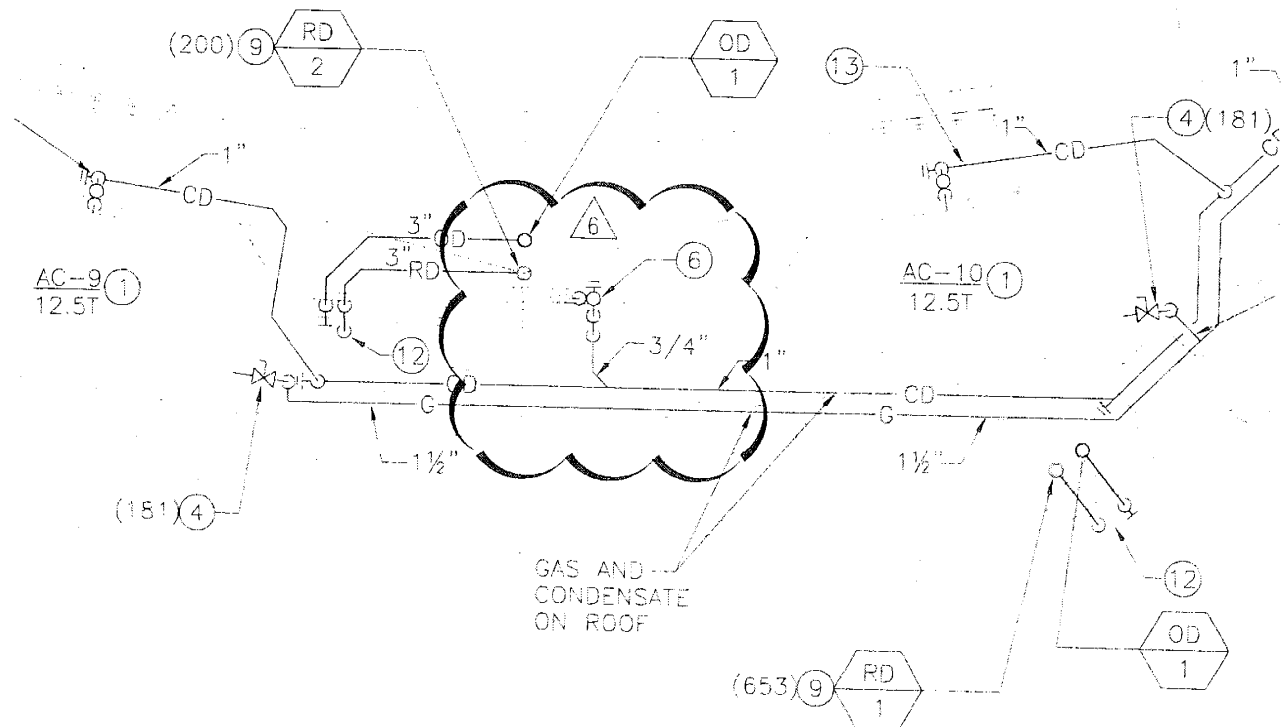 (200) 9 RD 2
OD 1
13
1"
4 (181)
1"
CD
1"
CD
3" OD
3" RD
6
6
AC-9 1
12.5T
AC-10 1
12.5T
12
3/4"
1"
CD
CD
G
G
1½"
1½"
(181) 4
GAS AND
CONDENSATE
ON ROOF
12
OD 1
(653) 9 RD 1